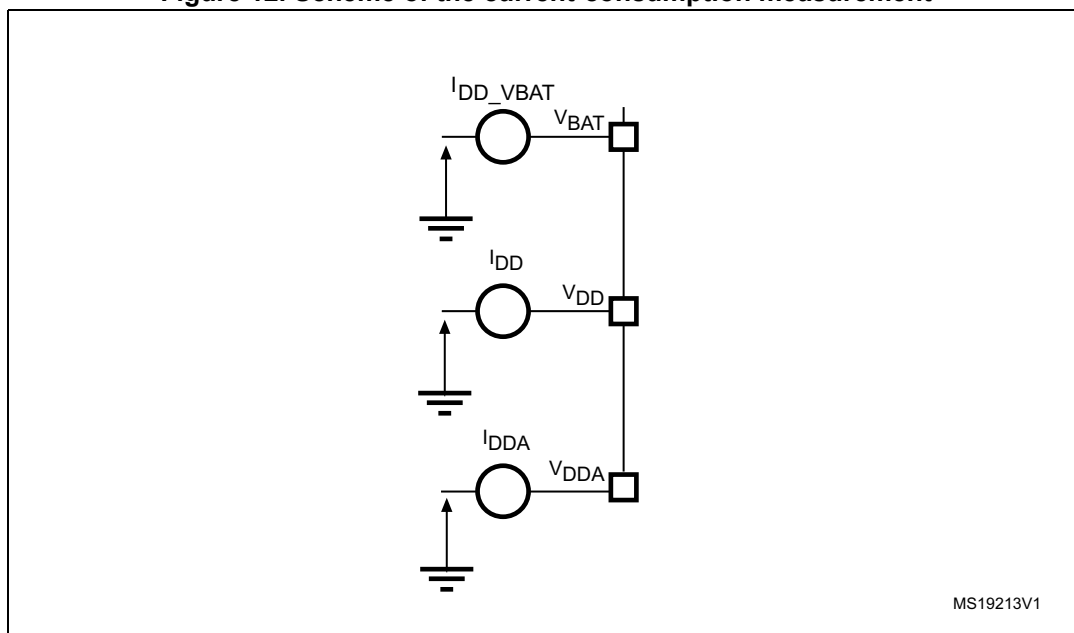 Figure 12. Scheme of the current consumption measurement
IDD_VBAT
VBAT
IDD
VDD
IDDA
VDDA
MS19213V1